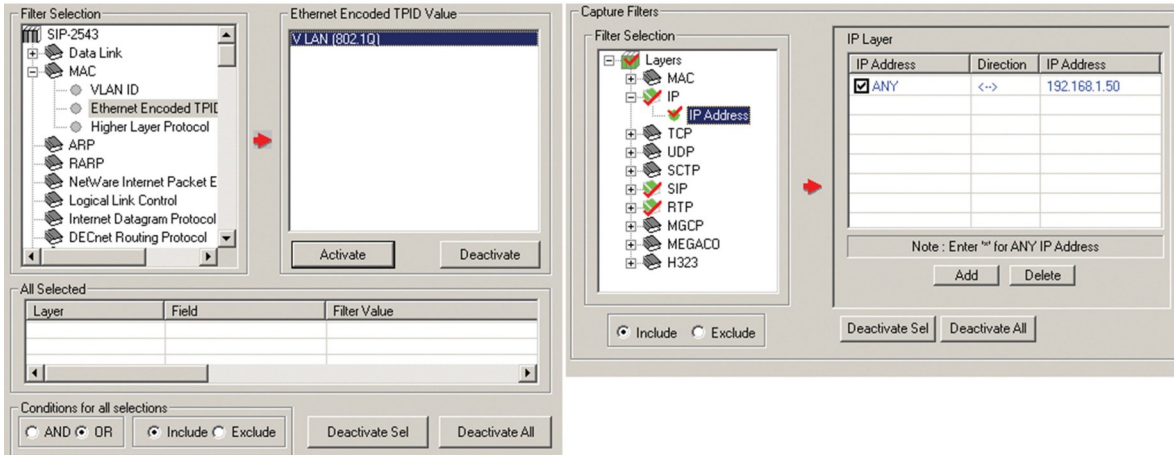 Filter Selection
SIP-2543
Data Link
MAC
VLAN ID
Ethernet Encoded TPID
Higher Layer Protocol
ARP
RARP
NetWare Internet Packet E
Logical Link Control
Internet Datagram Protocol
DECnet Routing Protocol
Ethernet Encoded TPID Value
V LAN (802.1Q)
Activate
Deactivate
All Selected
Layer Field Filter Value
Conditions for all selections
AND OR
Include Exclude
Deactivate Sel
Deactivate All
Capture Filters
Filter Selection
Layers
MAC
IP
IP Address
TCP
UDP
SCTP
SIP
RTP
MGCP
MEGACO
H323
Include Exclude
IP Layer
IP Address Direction IP Address
ANY <--> 192.168.1.50
Note : Enter '*' for ANY IP Address
Add
Delete
Deactivate Sel
Deactivate All